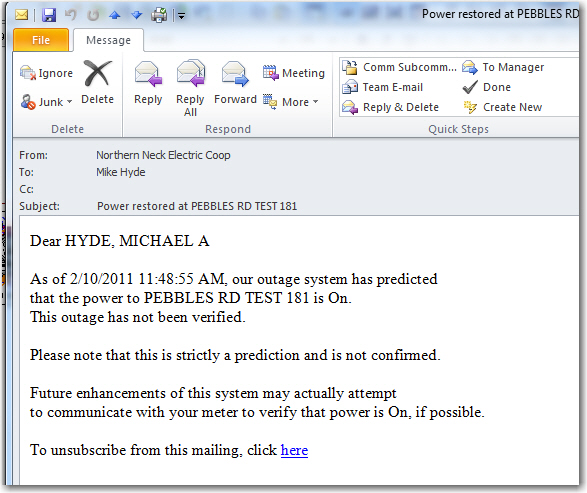 Power restored at PEBBLES RD
File
Message
Ignore
Junk
Delete
Reply
Reply
All
Forward
Meeting
More
Comm Subcomm...
Team E-mail
Reply & Delete
To Manager
Done
Create New
Delete
Respond
Quick Steps
From: Northern Neck Electric Coop
To: Mike Hyde
Cc:
Subject: Power restored at PEBBLES RD TEST 181
Dear HYDE, MICHAEL A
As of 2/10/2011 11:48:55 AM, our outage system has predicted
that the power to PEBBLES RD TEST 181 is On.
This outage has not been verified.
Please note that this is strictly a prediction and is not confirmed.
Future enhancements of this system may actually attempt
to communicate with your meter to verify that power is On, if possible.
To unsubscribe from this mailing, click here